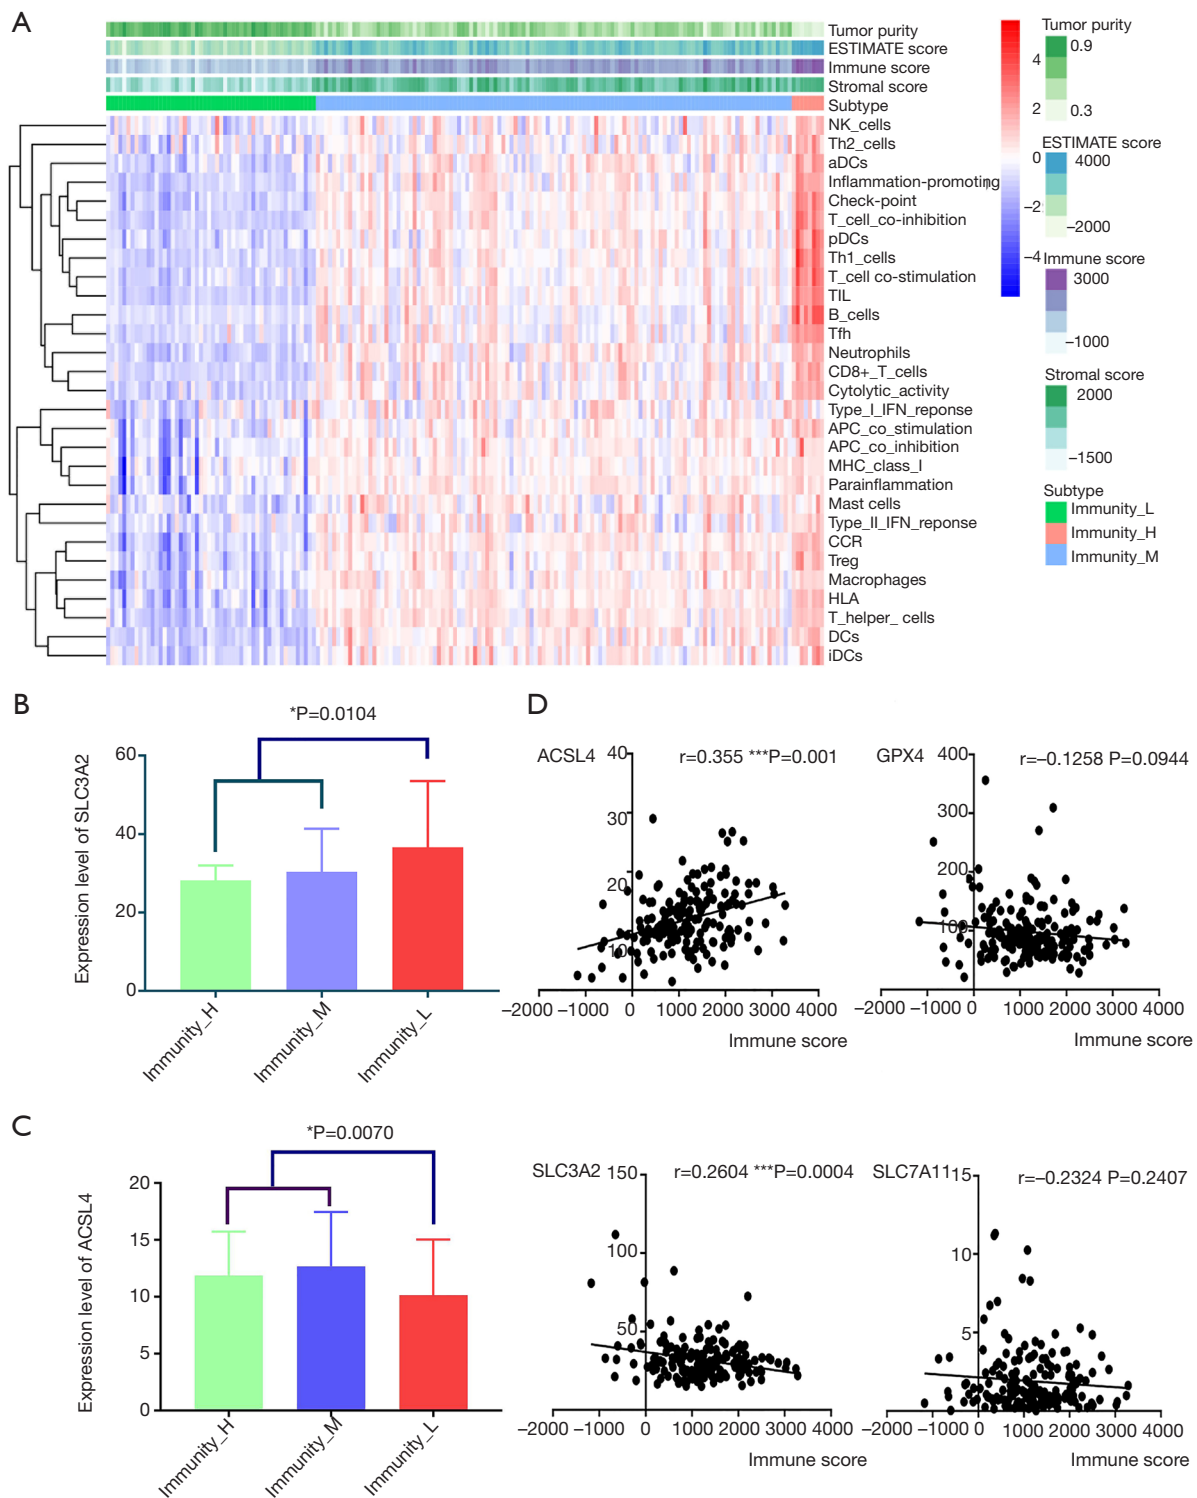 A
Tumor purity
ESTIMATE score
Immune score
Stromal score
Subtype
NK_cells
Th2_cells
aDCs
Inflammation-promoting
Check-point
T_cell_co-inhibition
pDCs
Th1_cells
T_cell co-stimulation
TIL
B_cells
Tfh
Neutrophils
CD8+_T_cells
Cytolytic_activity
Type_I_IFN_reponse
APC_co_stimulation
APC_co_inhibition
MHC_class_I
Parainflammation
Mast cells
Type_II_IFN_reponse
CCR
Treg
Macrophages
HLA
T_helper_ cells
DCs
iDCs
4
2
0
–2
–4
Tumor purity
0.9
0.3
ESTIMATE score
4000
–2000
Immune score
3000
–1000
Stromal score
2000
–1500
Subtype
Immunity_L
Immunity_H
Immunity_M
B
*P=0.0104
Expression level of SLC3A2
60
40
20
0
Immunity_H
Immunity_M
Immunity_L
C
*P=0.0070
Expression level of ACSL4
20
15
10
5
0
Immunity_H
Immunity_M
Immunity_L
D
ACSL4
r=0.355 ***P=0.001
40
30
20
10
0
–2000 –1000 0 1000 2000 3000 4000
Immune score
GPX4
r=–0.1258 P=0.0944
400
300
200
100
0
–2000 –1000 0 1000 2000 3000 4000
Immune score
SLC3A2
r=0.2604 ***P=0.0004
150
100
50
–2000 –1000 0 1000 2000 3000 4000
Immune score
SLC7A11
r=–0.2324 P=0.2407
15
10
5
–2000 –1000 0 1000 2000 3000 4000
Immune score